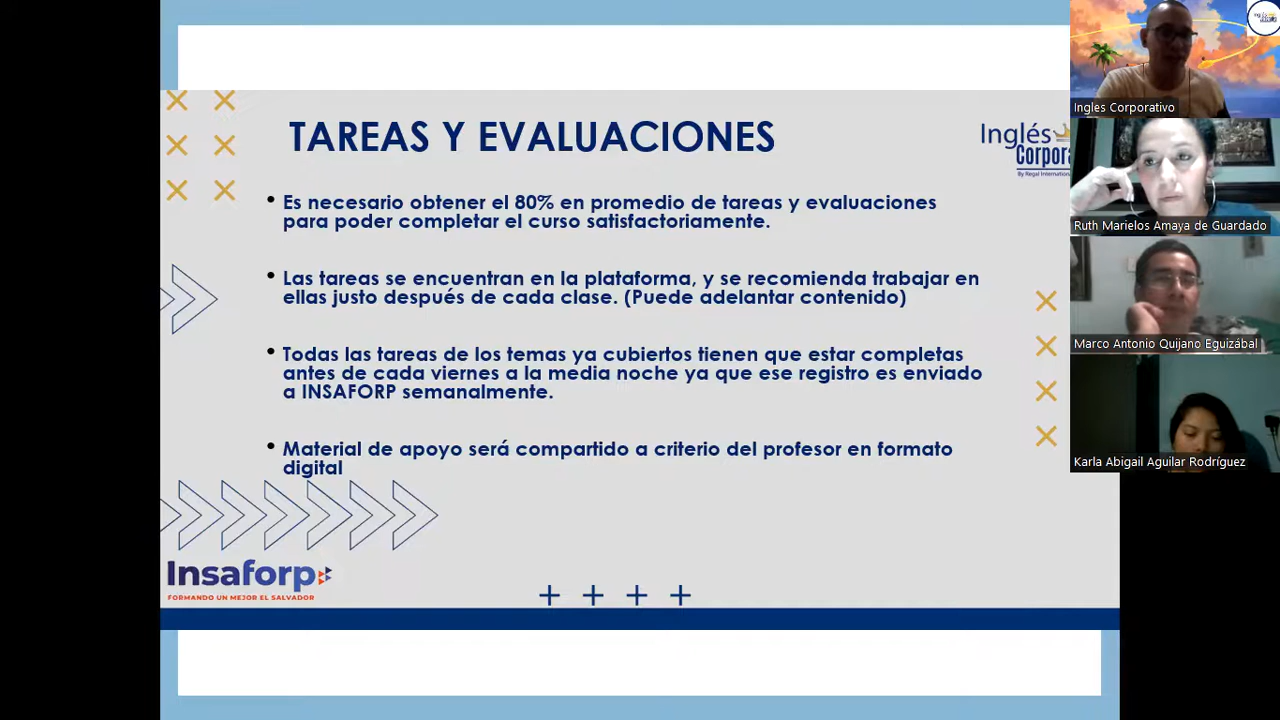 TAREAS Y EVALUACIONES
Inglés
Corpora
By Regal Internationa
• Es necesario obtener el 80% en promedio de tareas y evaluaciones
para poder completar el curso satisfactoriamente.
• Las tareas se encuentran en la plataforma, y se recomienda trabajar en
ellas justo después de cada clase. (Puede adelantar contenido)
• Todas las tareas de los temas ya cubiertos tienen que estar completas
antes de cada viernes a la media noche ya que ese registro es enviado
a INSAFORP semanalmente.
• Material de apoyo será compartido a criterio del profesor en formato
digital
Insaforp
FORMANDO UN MEJOR EL SALVADOR
Ingles Corporativo
Ruth Marielos Amaya de Guardado
Marco Antonio Quijano Eguizábal
Karla Abigail Aguilar Rodríguez